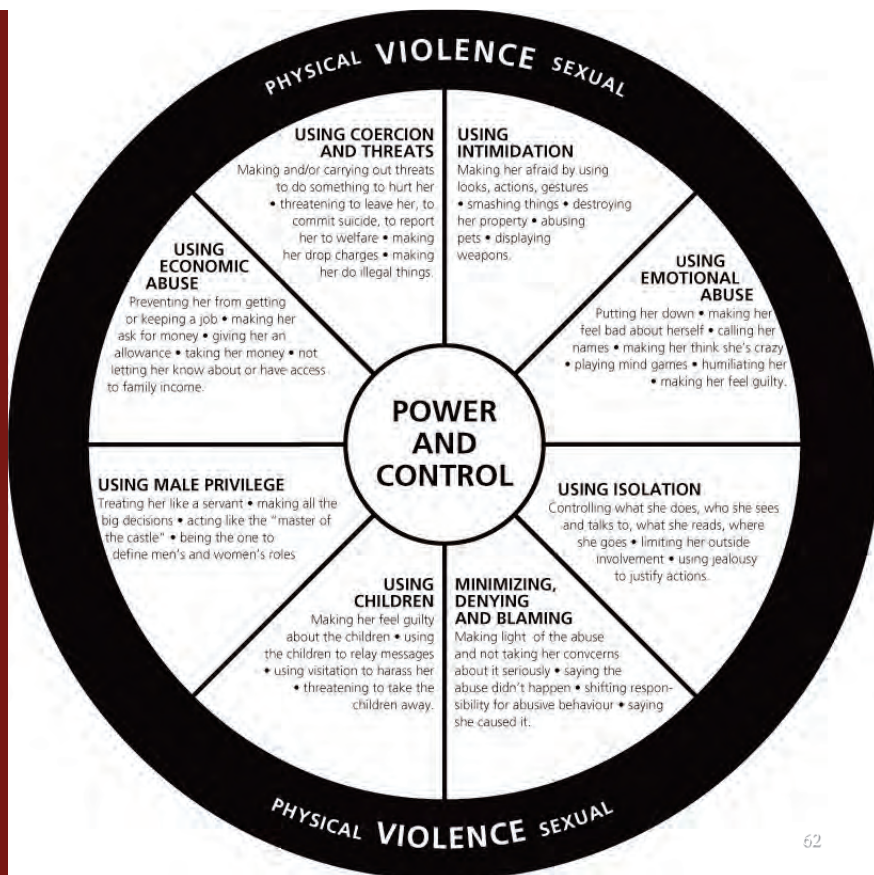 PHYSICAL VIOLENCE SEXUAL
USING COERCION
AND THREATS
Making and/or carrying out threats
to do something to hurt her
• threatening to leave her, to
commit suicide, to report
her to welfare • making
her drop charges • making
her do illegal things.
USING
INTIMIDATION
Making her afraid by using
looks, actions, gestures
• smashing things • destroying
her property • abusing
pets • displaying
weapons.
USING
ECONOMIC
ABUSE
Preventing her from getting
or keeping a job • making her
ask for money • giving her an
allowance • taking her money • not
letting her know about or have access
to family income.
USING
EMOTIONAL
ABUSE
Putting her down • making her
feel bad about herself • calling her
names • making her think she's crazy
• playing mind games • humiliating her
• making her feel guilty.
POWER
AND
CONTROL
USING MALE PRIVILEGE
Treating her like a servant • making all the
big decisions • acting like the "master of
the castle" • being the one to
define men's and women's roles
USING ISOLATION
Controlling what she does, who she sees
and talks to, what she reads, where
she goes • limiting her outside
involvement • using jealousy
to justify actions.
USING
CHILDREN
Making her feel guilty
about the children • using
the children to relay messages
• using visitation to harass her
• threatening to take the
children away.
MINIMIZING,
DENYING
AND BLAMING
Making light of the abuse
and not taking her convcerns
about it seriously • saying the
abuse didn't happen • shifting respon-
sibility for abusive behaviour • saying
she caused it.
PHYSICAL VIOLENCE SEXUAL
62